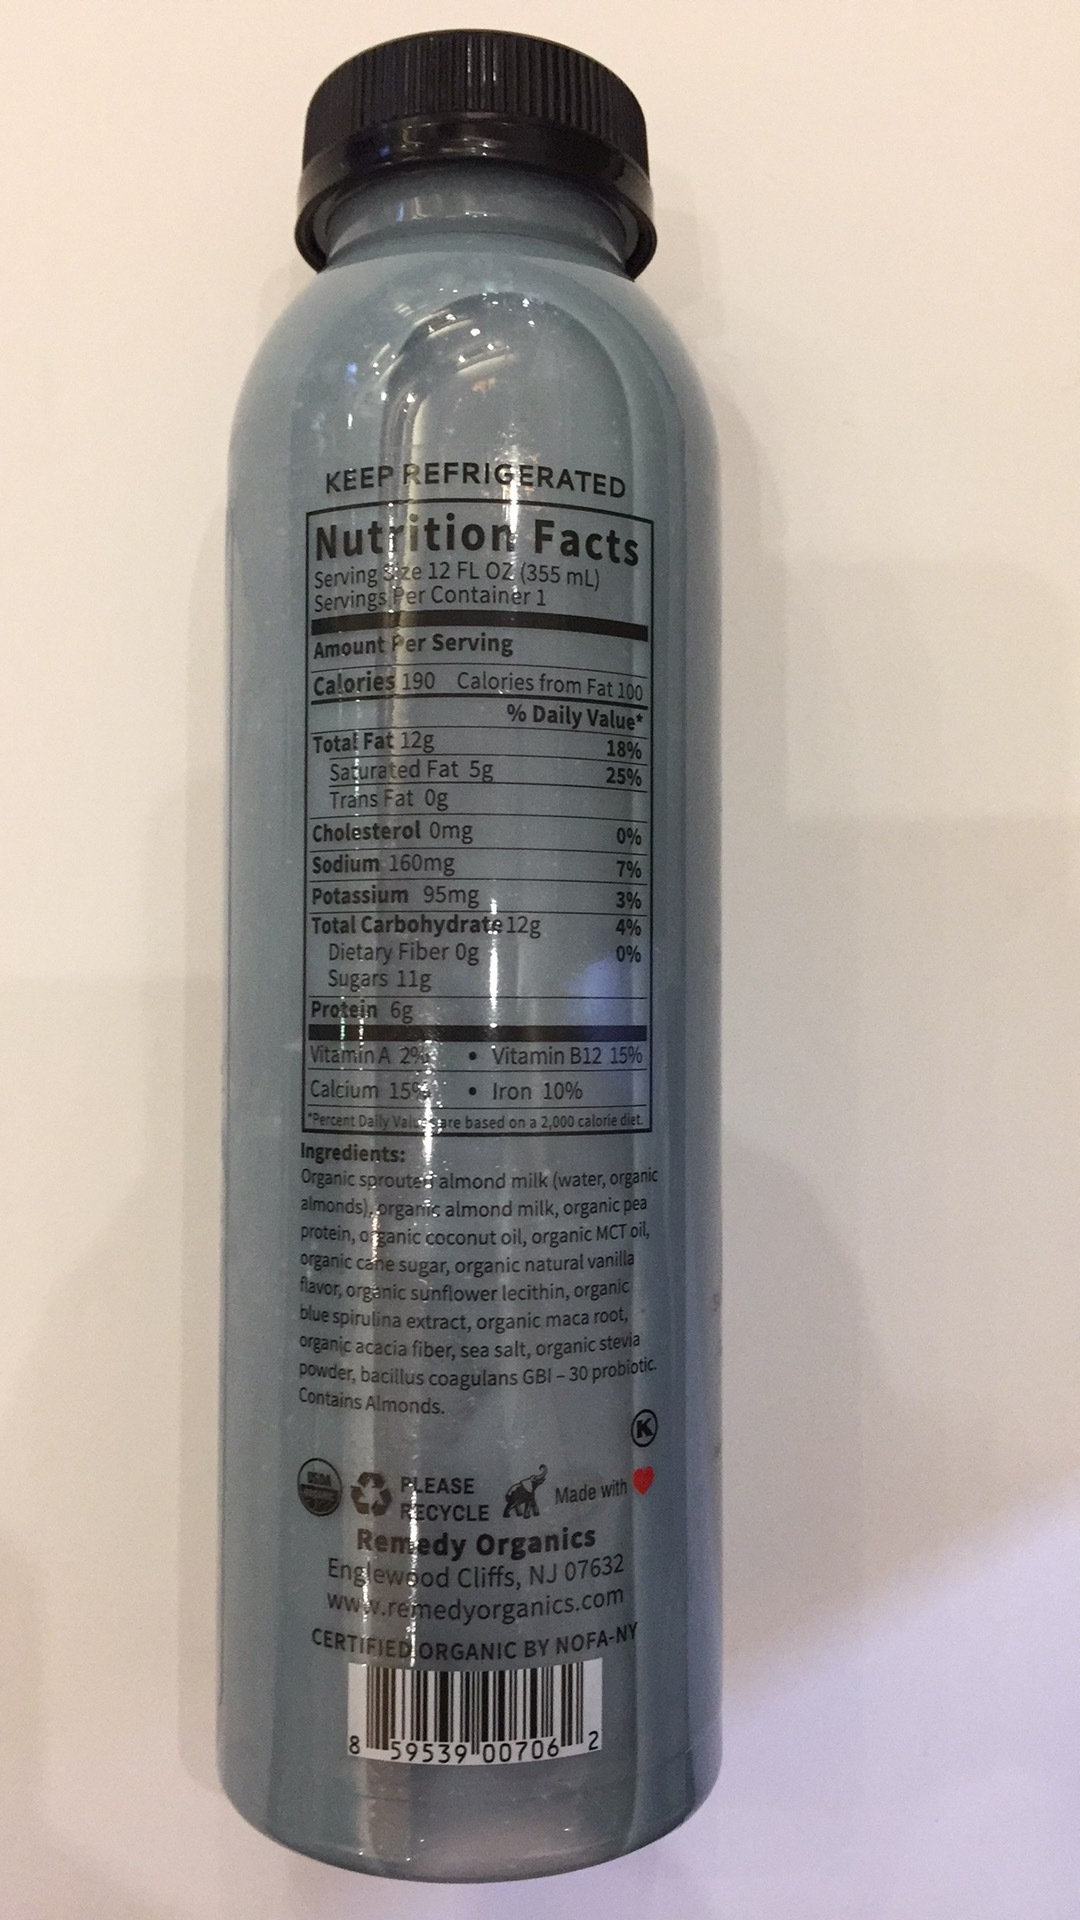 KEEP REFRIGERATED
Nutrition Facts
Serving Size 12 FL OZ (355 mL)
Servings Per Container 1
Amount Per Serving
Calories 190 Calories from Fat 100
% Daily Value*
Total Fat 12g 18%
Saturated Fat 5g 25%
Trans Fat 0g
Cholesterol 0mg 0%
Sodium 160mg 7%
Potassium 95mg 3%
Total Carbohydrate 12g 4%
Dietary Fiber 0g 0%
Sugars 11g
Protein 6g
Vitamin A 2% • Vitamin B12 15%
Calcium 15% • Iron 10%
*Percent Daily Values are based on a 2,000 calorie diet.
Ingredients:
Organic sprouted almond milk (water, organic
almonds), organic almond milk, organic pea
protein, organic coconut oil, organic MCT oil,
organic cane sugar, organic natural vanilla
flavor, organic sunflower lecithin, organic
blue spirulina extract, organic maca root,
organic acacia fiber, sea salt, organic stevia
powder, bacillus coagulans GBI – 30 probiotic.
Contains Almonds.
K
USDA
PLEASE
RECYCLE
Made with
Remedy Organics
Englewood Cliffs, NJ 07632
www.remedyorganics.com
CERTIFIED ORGANIC BY NOFA-NY
8 59539 00706 2